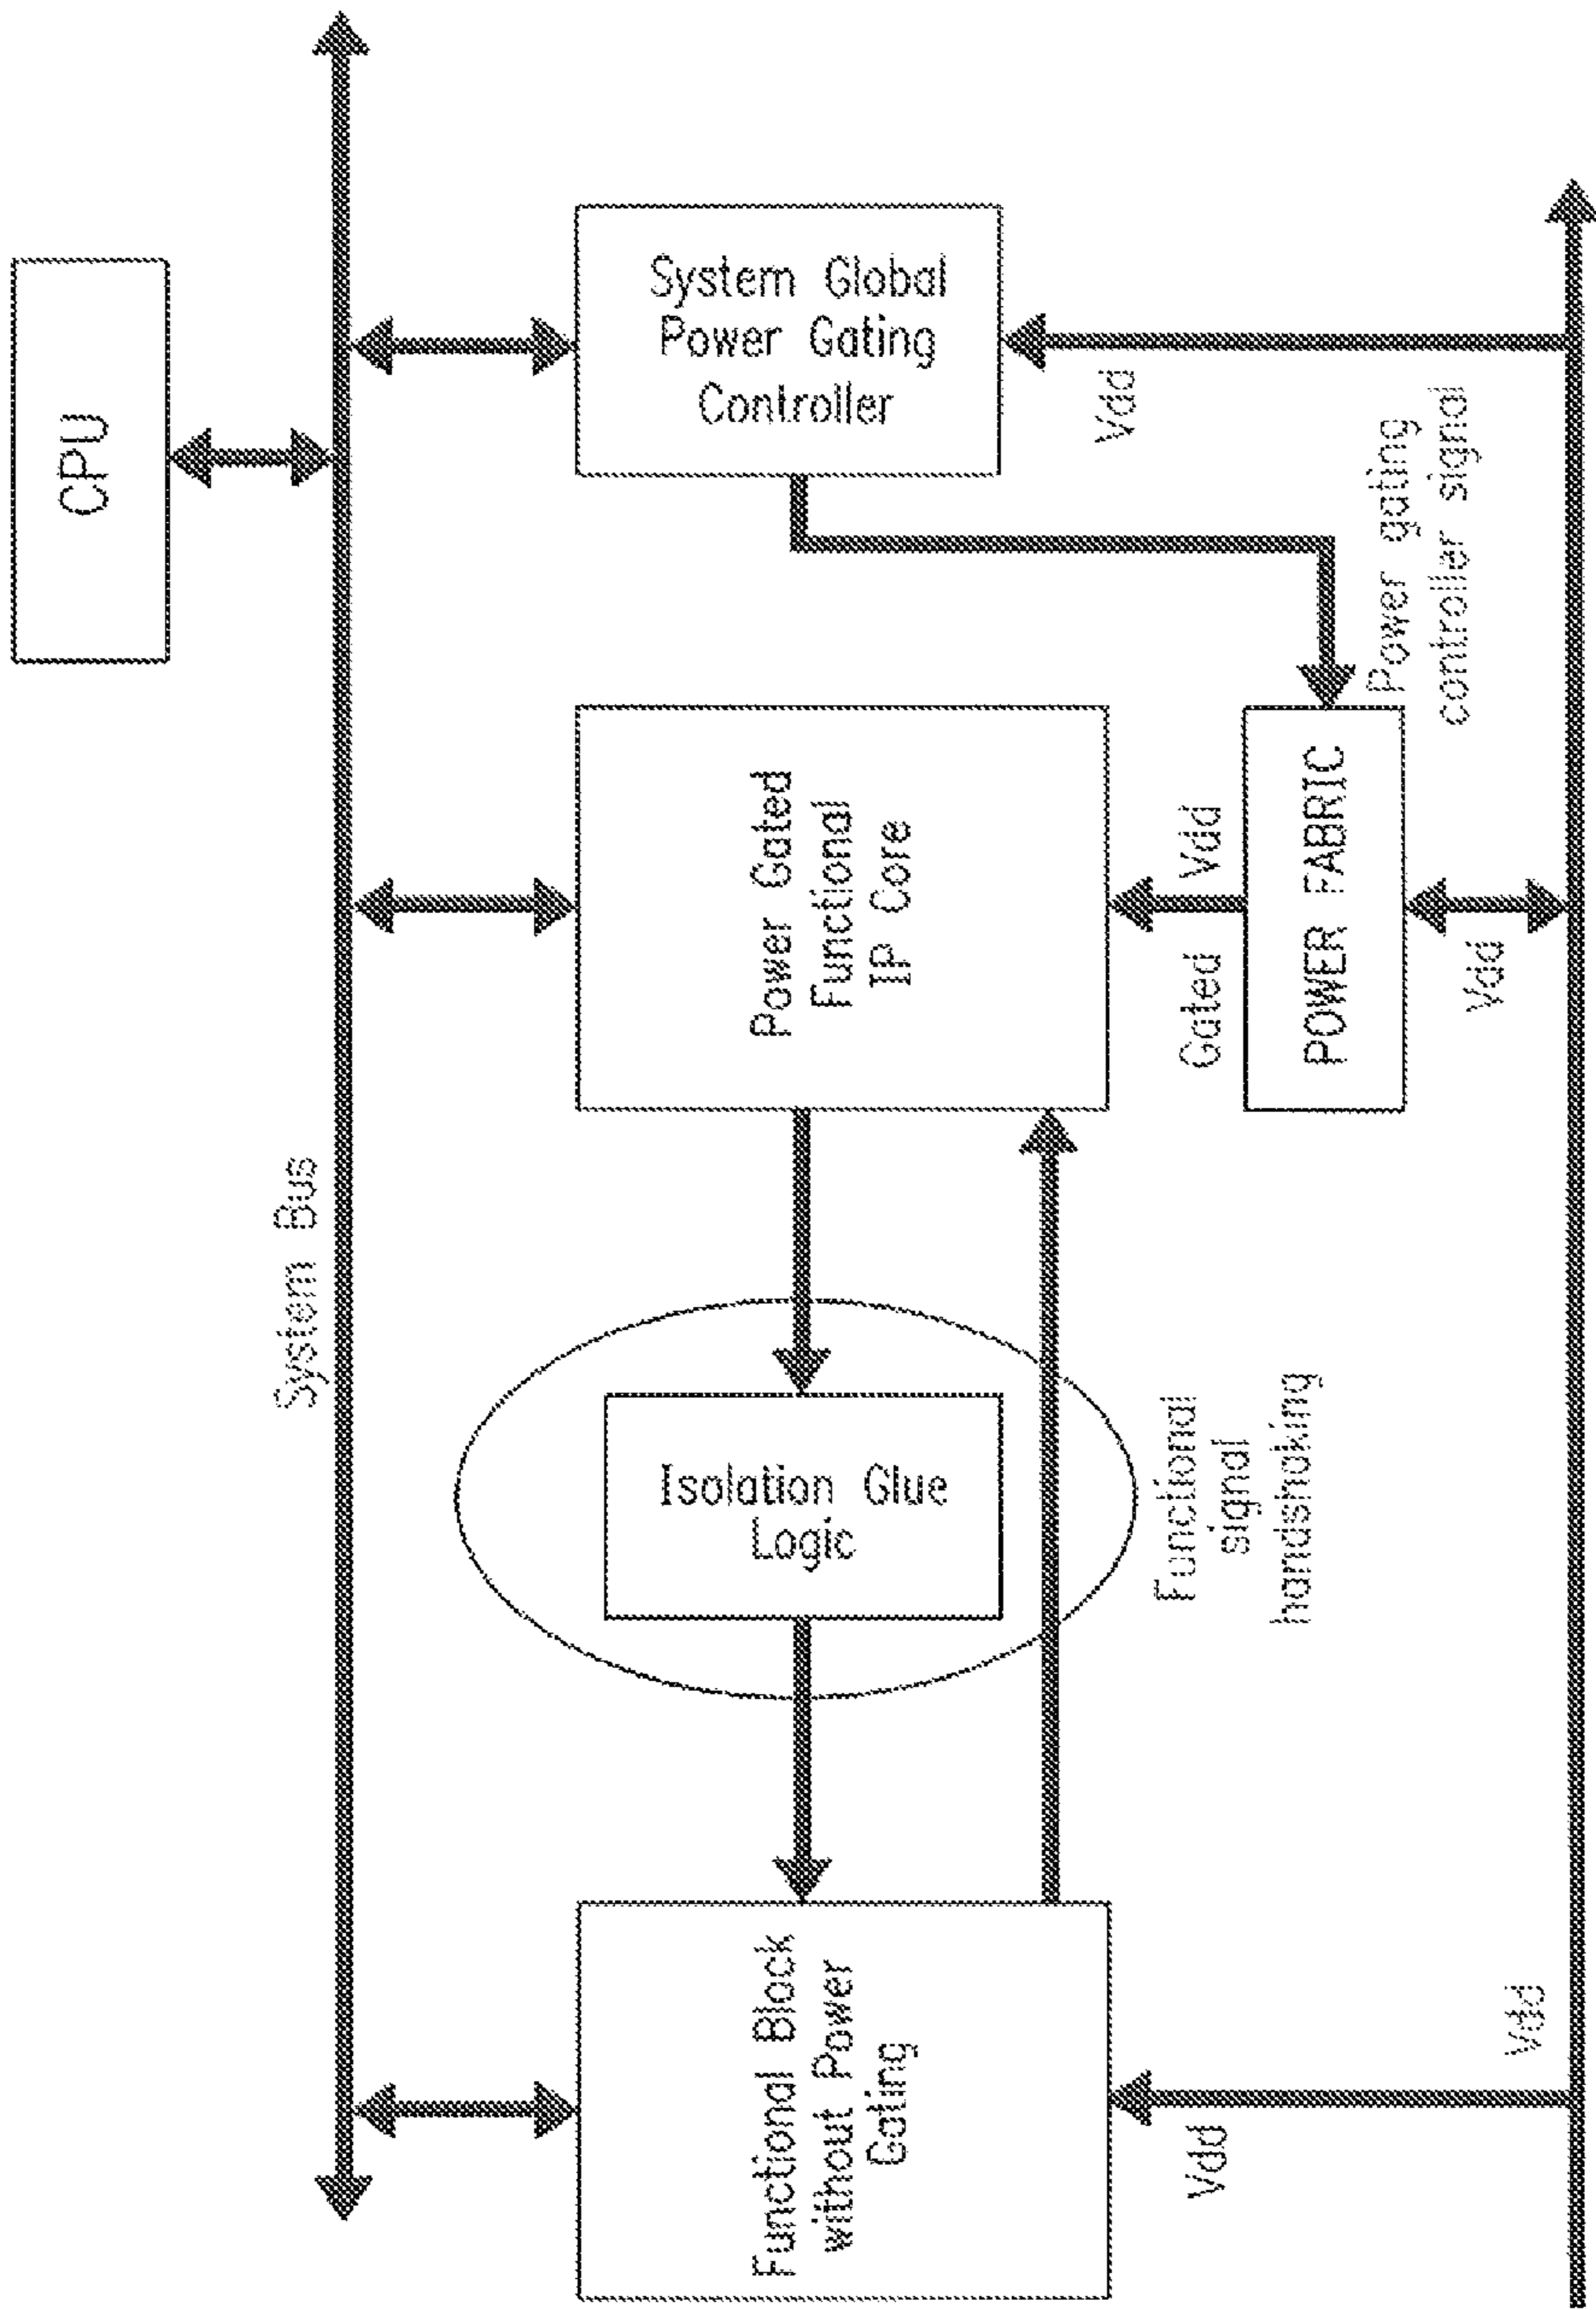 CPU
System Bus
System Global
Power Gating
Controller
Vdd
Power gating
controller signal
Power Gated
Functional
IP Core
Gated Vdd
POWER FABRIC
Vdd
Isolation Glue
Logic
Functional
signal
handshaking
Functional Block
without Power
Gating
Vdd
Vdd